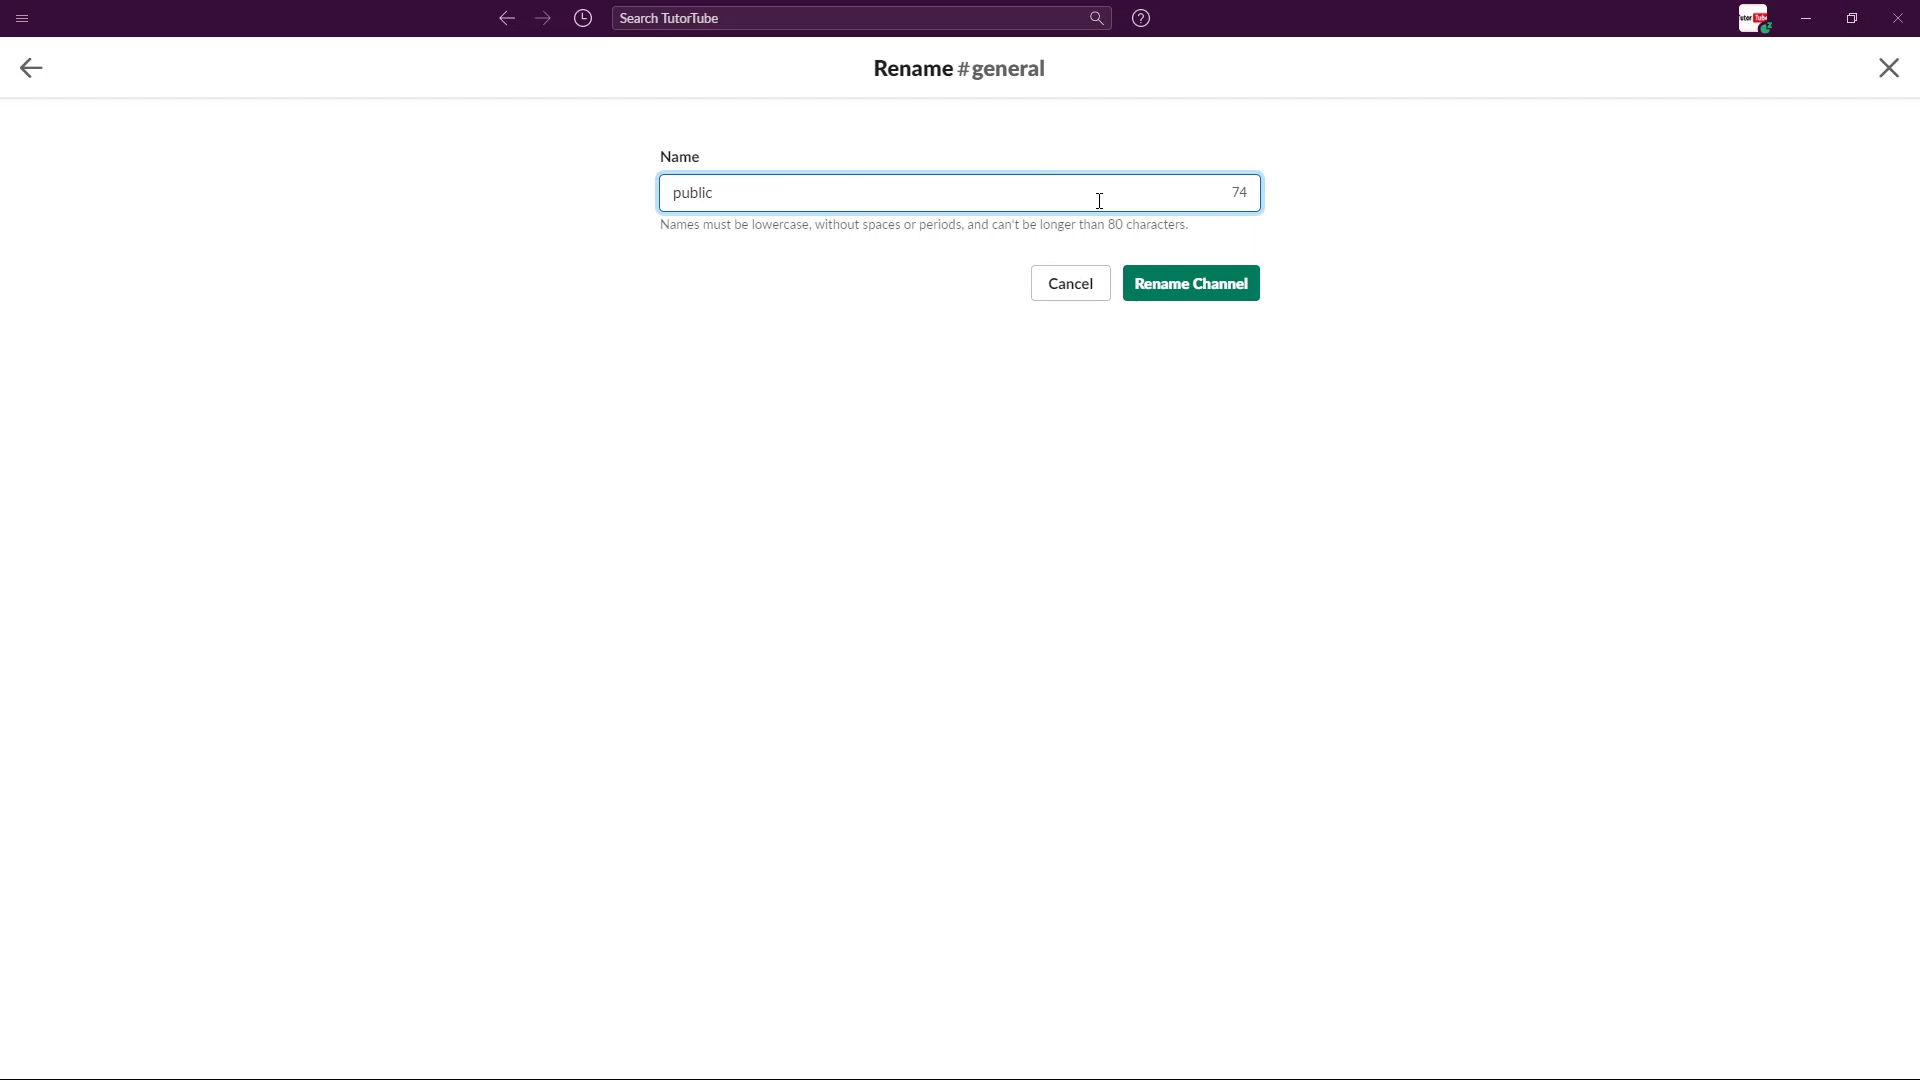 Search TutorTube
Rename #general
Name
public 74
Names must be lowercase, without spaces or periods, and can't be longer than 80 characters.
Cancel
Rename Channel